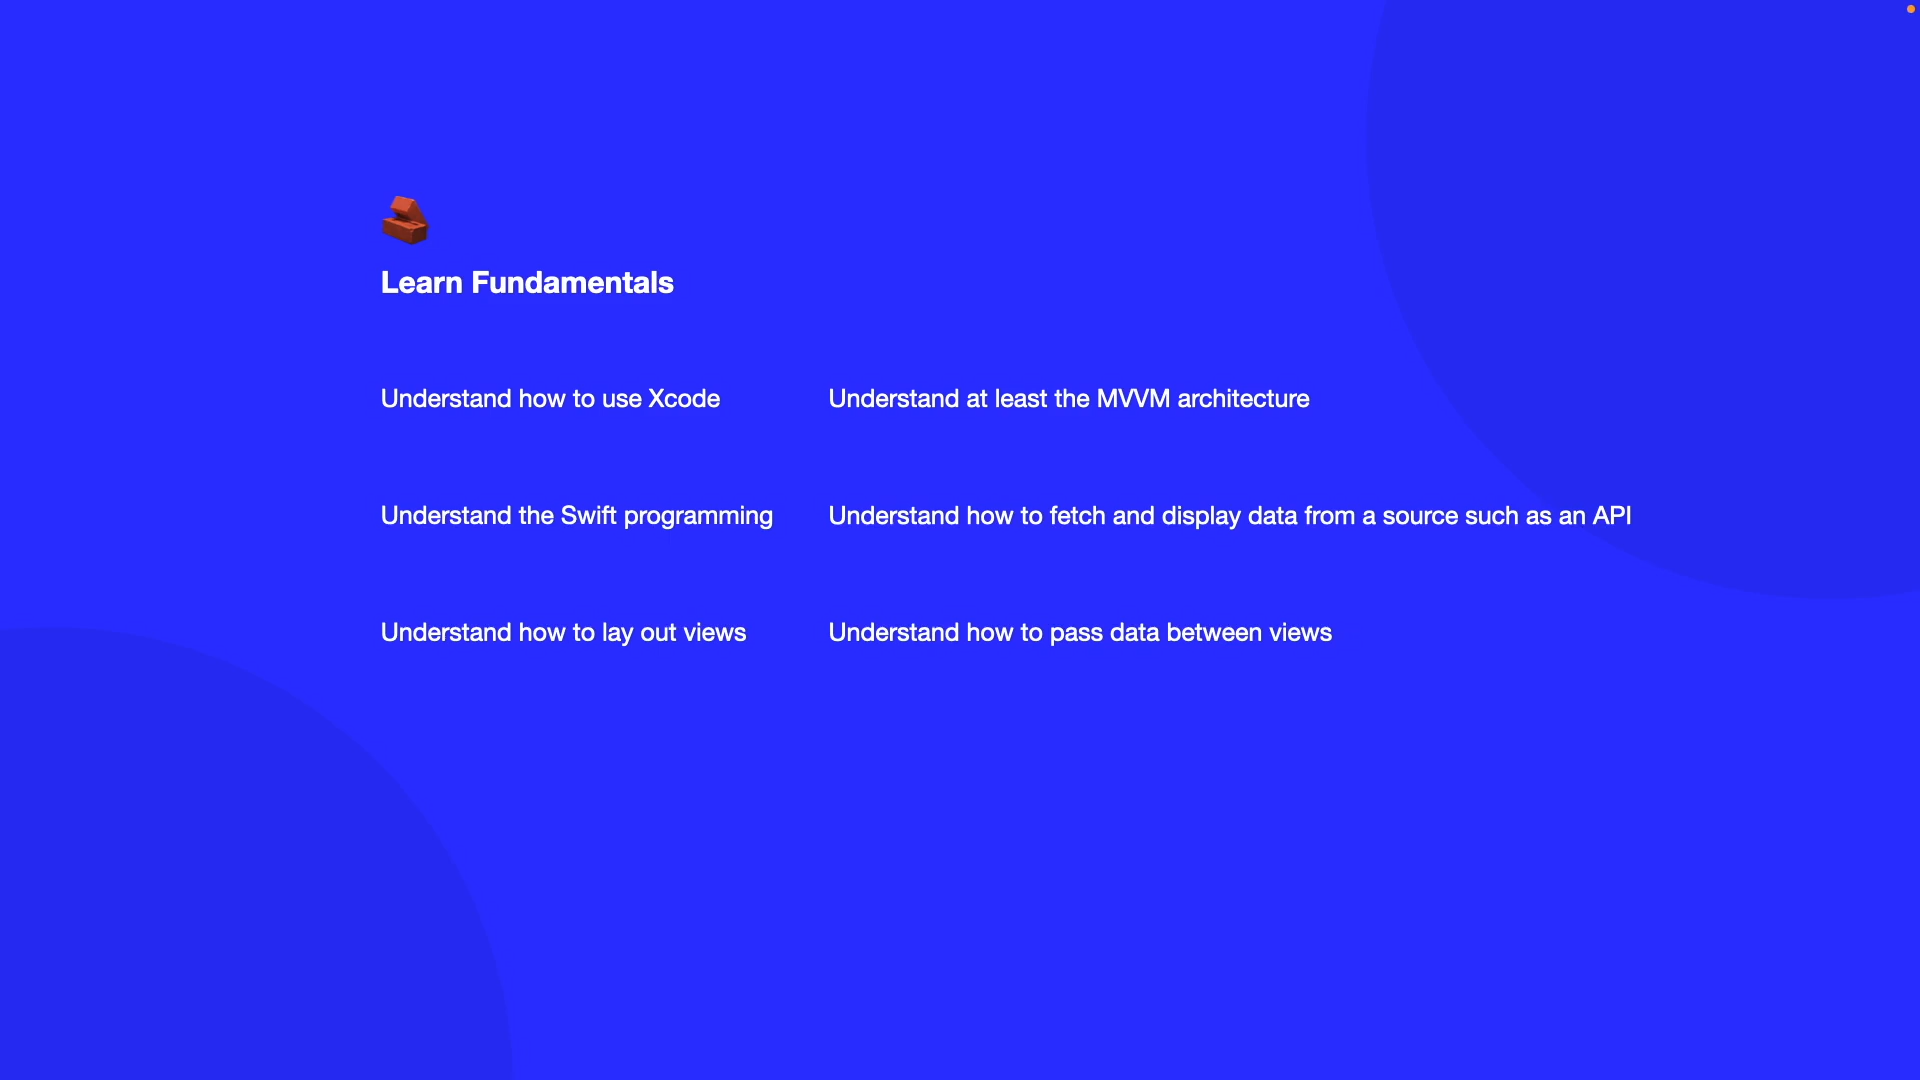 Learn Fundamentals
Understand how to use Xcode
Understand at least the MVVM architecture
Understand the Swift programming
Understand how to fetch and display data from a source such as an API
Understand how to lay out views
Understand how to pass data between views